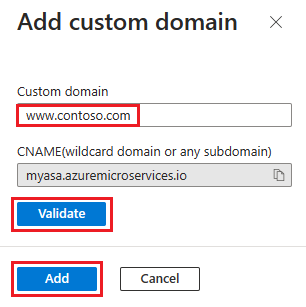 Add custom domain
Custom domain
www.contoso.com
CNAME(wildcard domain or any subdomain)
myasa.azuremicroservices.io
Validate
Add Cancel